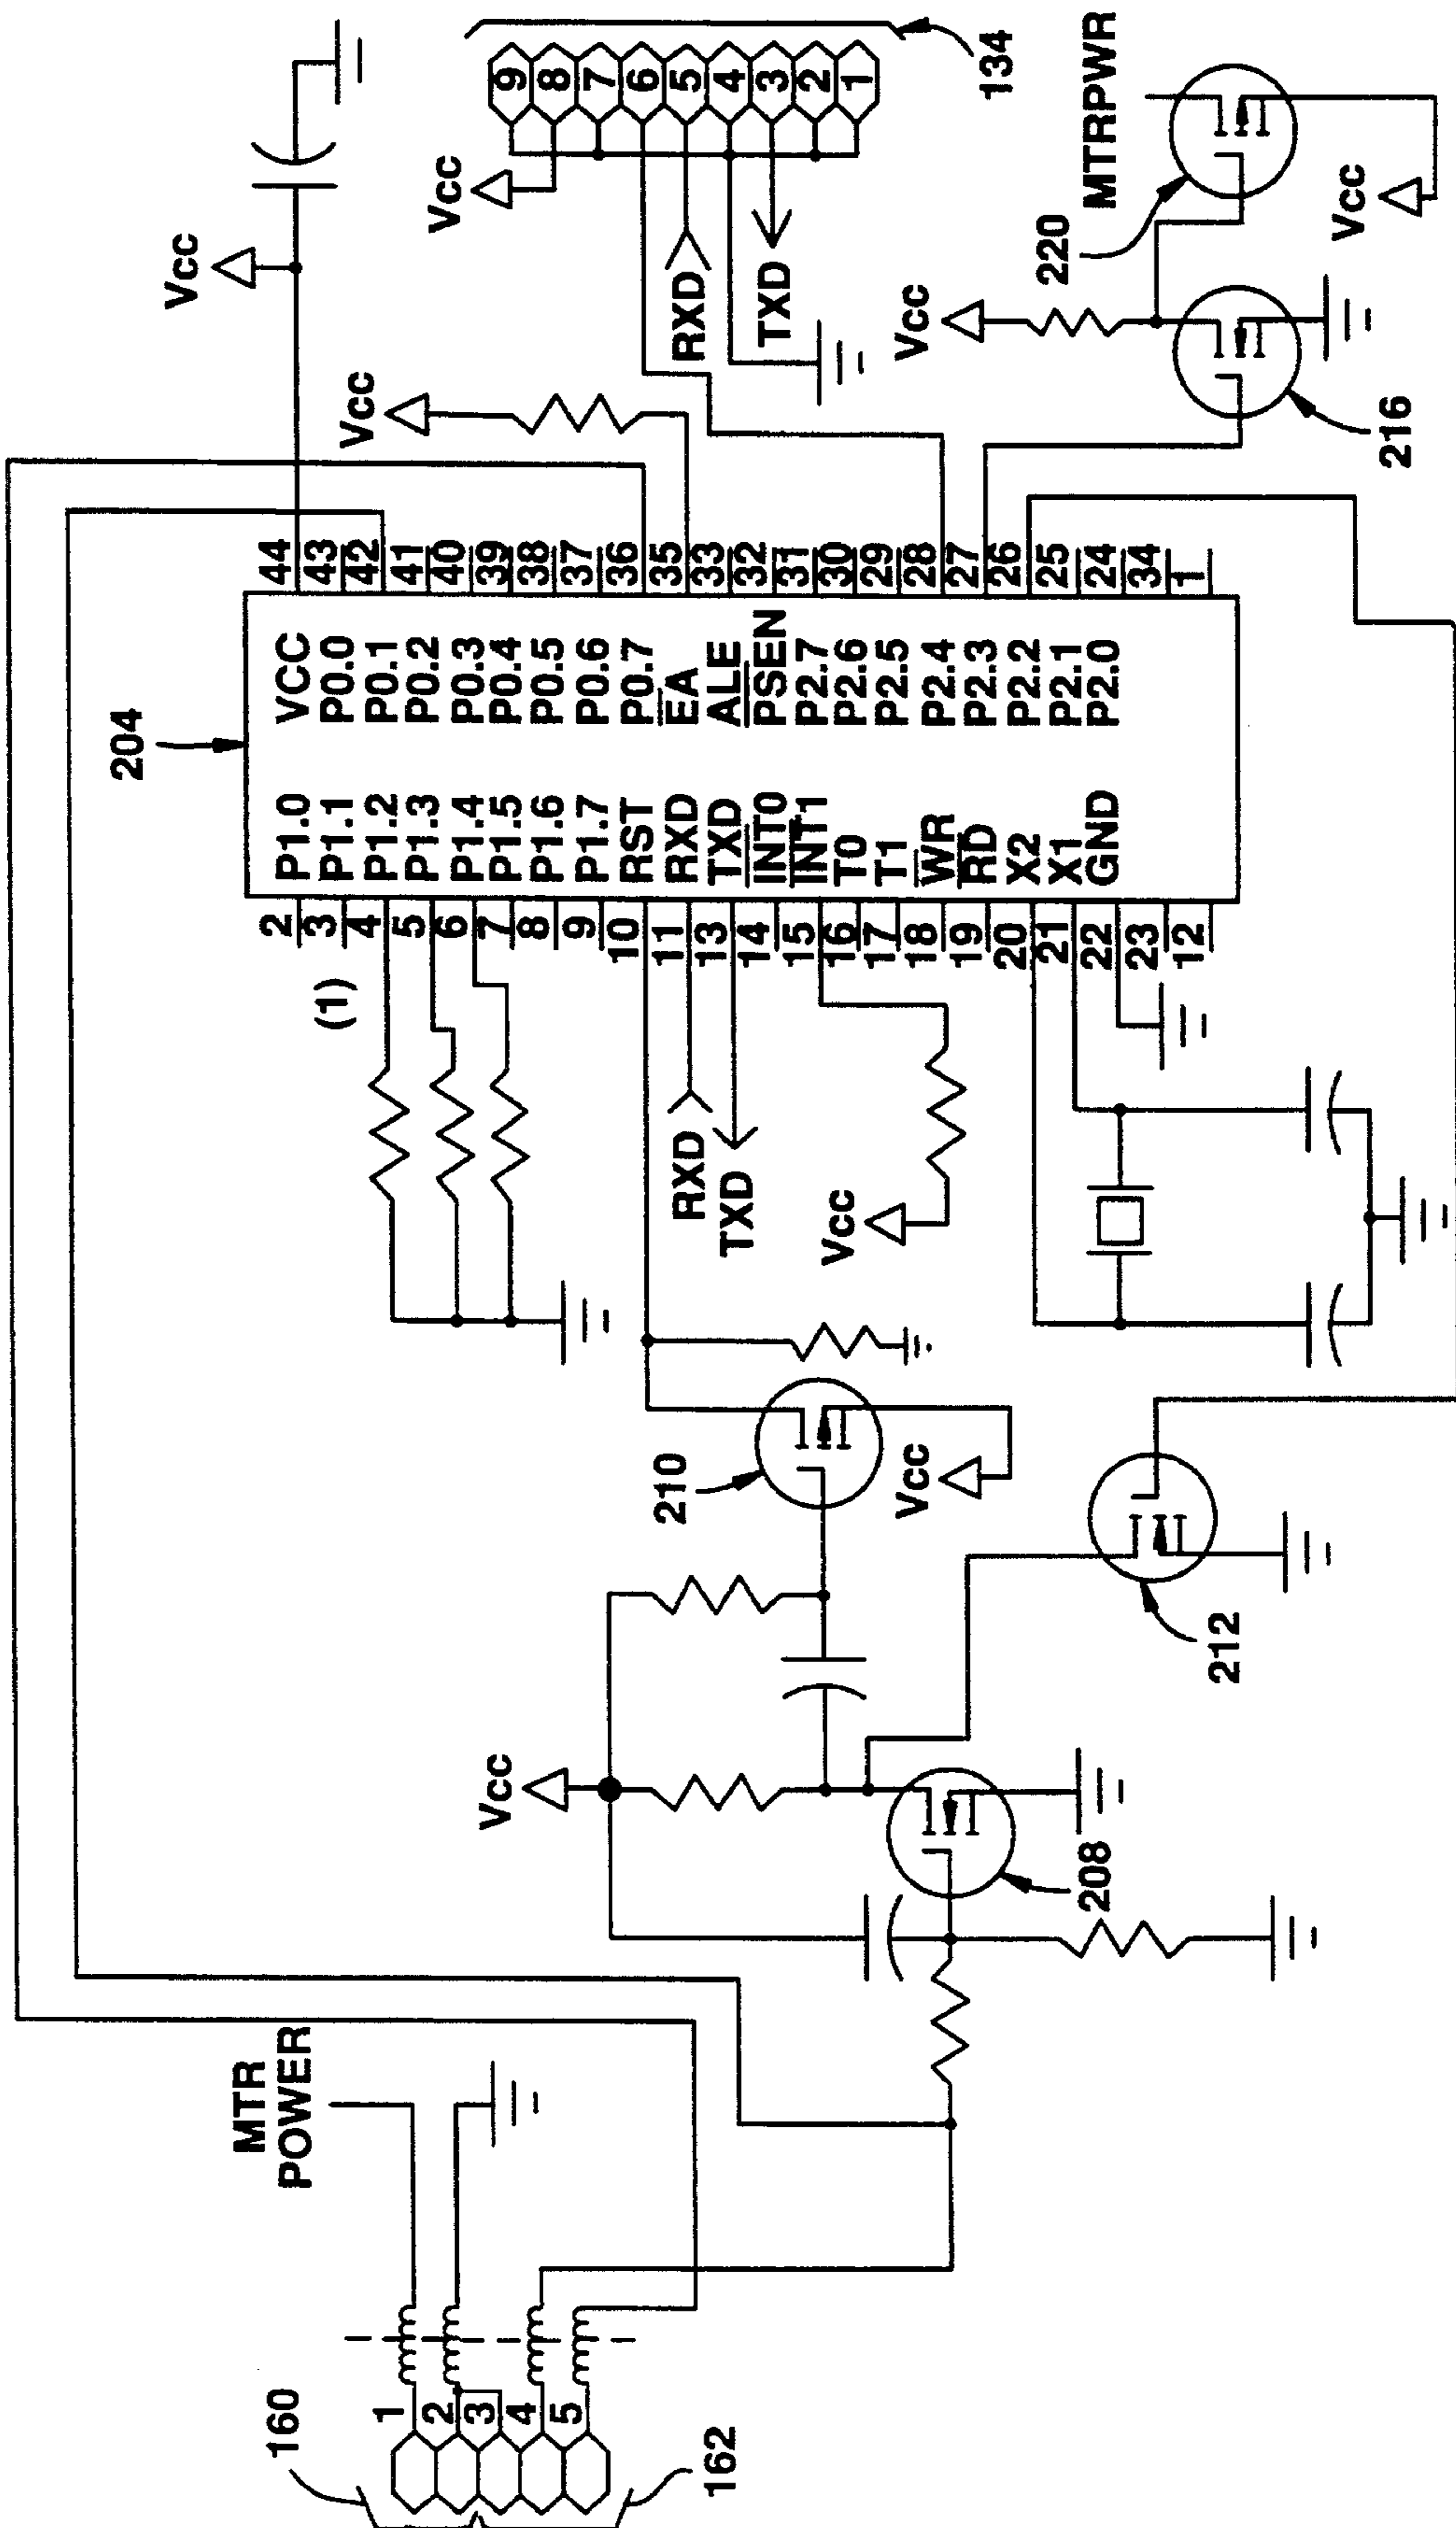 160
162
1
2
3
4
5
MTR
POWER
Vcc
208
212
210
Vcc
RXD
TXD
Vcc
(1)
204
2 P1.0
3 P1.1
4 P1.2
5 P1.3
6 P1.4
7 P1.5
8 P1.6
9 P1.7
10 RST
11 RXD
13 TXD
14 INT0
15 INT1
16 T0
17 T1
18 WR
19 RD
20 X2
21 X1
22 GND
23
12
VCC 44
P0.0 43
P0.1 42
P0.2 41
P0.3 40
P0.4 39
P0.5 38
P0.6 37
P0.7 36
EA 35
ALE 33
PSEN 32
P2.7 31
P2.6 30
P2.5 29
P2.4 28
P2.3 27
P2.2 26
P2.1 25
P2.0 24
34
1
Vcc
Vcc
Vcc
RXD
TXD
9
8
7
6
5
4
3
2
1
134
Vcc
216
220
MTRPWR
Vcc